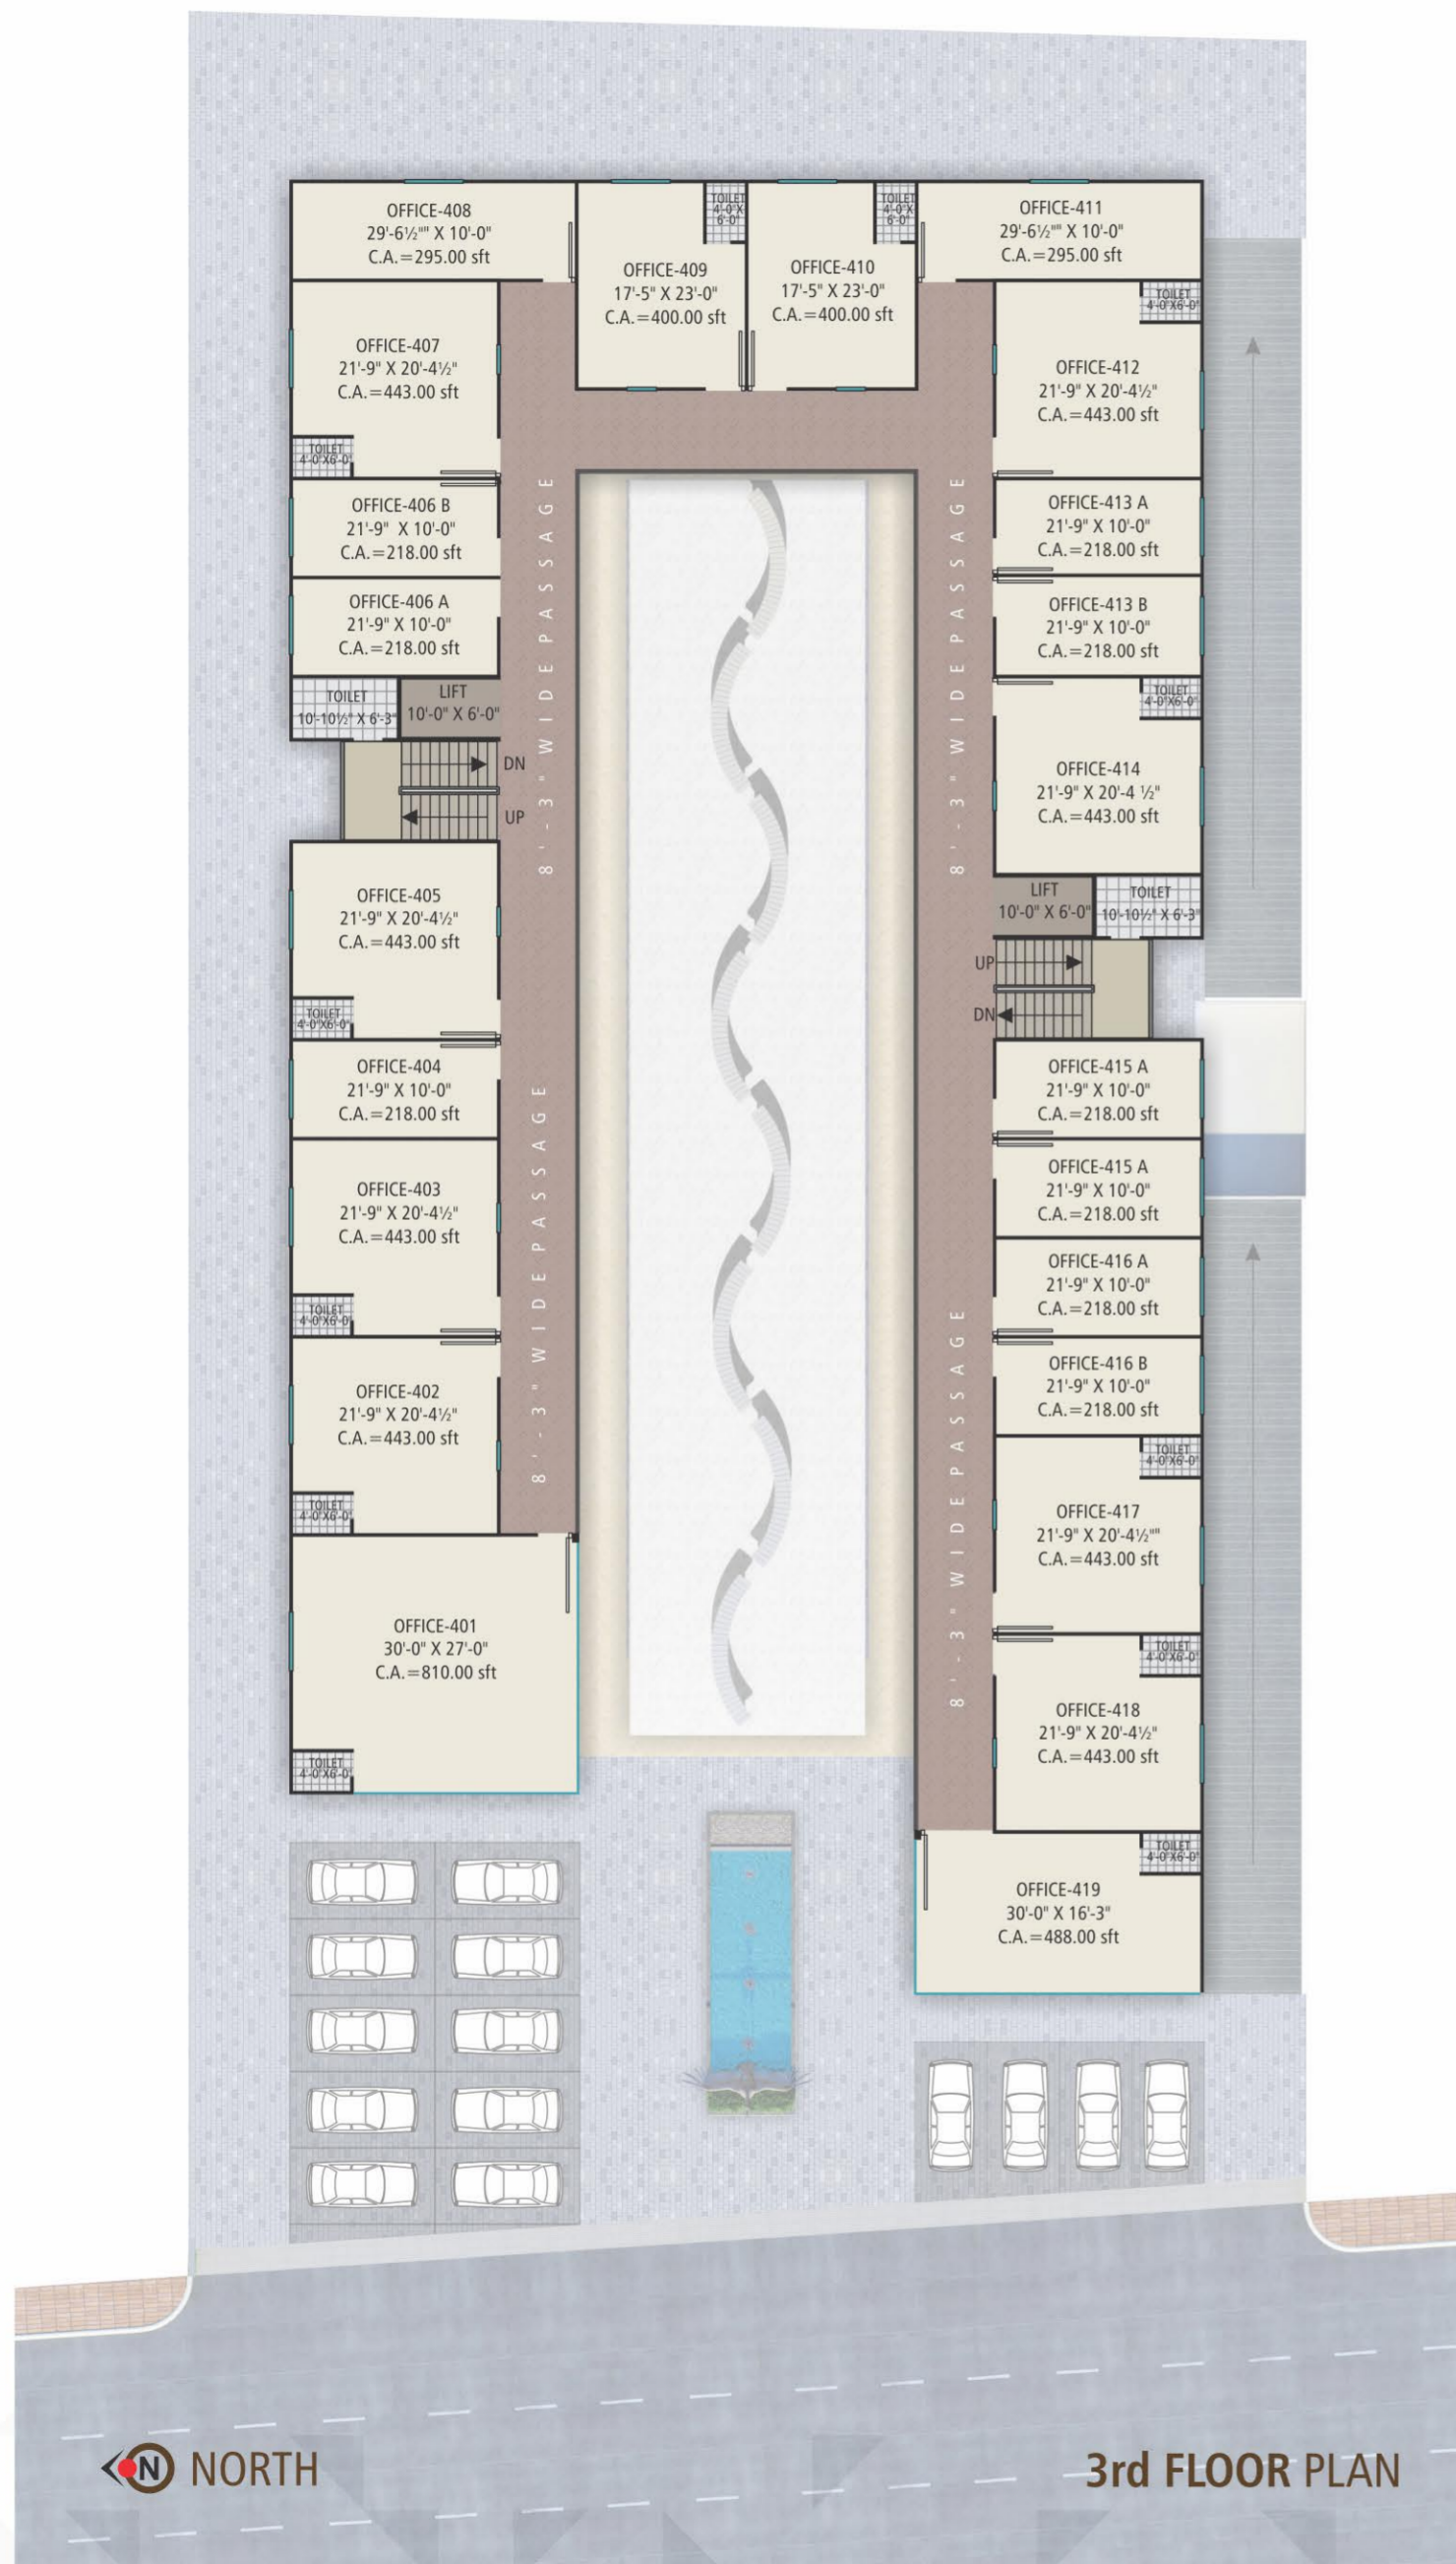 OFFICE-408
29'-6½"" X 10'-0"
C.A.=295.00 sft
TOILET
4'-0"X
6'-0"
OFFICE-409
17'-5" X 23'-0"
C.A.=400.00 sft
TOILET
4'-0"X
6'-0"
OFFICE-410
17'-5" X 23'-0"
C.A.=400.00 sft
OFFICE-411
29'-6½"" X 10'-0"
C.A.=295.00 sft
OFFICE-407
21'-9" X 20'-4½"
C.A.=443.00 sft
TOILET
4'-0"X6'-0"
OFFICE-406 B
21'-9" X 10'-0"
C.A.=218.00 sft
OFFICE-406 A
21'-9" X 10'-0"
C.A.=218.00 sft
TOILET
10'-10½" X 6'-3"
LIFT
10'-0" X 6'-0"
DN
UP
8'-3" WIDE PASSAGE
OFFICE-405
21'-9" X 20'-4½"
C.A.=443.00 sft
TOILET
4'-0"X6'-0"
OFFICE-404
21'-9" X 10'-0"
C.A.=218.00 sft
OFFICE-403
21'-9" X 20'-4½"
C.A.=443.00 sft
TOILET
4'-0"X6'-0"
8'-3" WIDE PASSAGE
OFFICE-402
21'-9" X 20'-4½"
C.A.=443.00 sft
TOILET
4'-0"X6'-0"
OFFICE-401
30'-0" X 27'-0"
C.A.=810.00 sft
TOILET
4'-0"X6'-0"
TOILET
4'-0"X6'-0"
OFFICE-412
21'-9" X 20'-4½"
C.A.=443.00 sft
OFFICE-413 A
21'-9" X 10'-0"
C.A.=218.00 sft
OFFICE-413 B
21'-9" X 10'-0"
C.A.=218.00 sft
8'-3" WIDE PASSAGE
TOILET
4'-0"X6'-0"
OFFICE-414
21'-9" X 20'-4 ½"
C.A.=443.00 sft
LIFT
10'-0" X 6'-0"
TOILET
10'-10½" X 6'-3"
UP
DN
OFFICE-415 A
21'-9" X 10'-0"
C.A.=218.00 sft
OFFICE-415 A
21'-9" X 10'-0"
C.A.=218.00 sft
OFFICE-416 A
21'-9" X 10'-0"
C.A.=218.00 sft
OFFICE-416 B
21'-9" X 10'-0"
C.A.=218.00 sft
8'-3" WIDE PASSAGE
TOILET
4'-0"X6'-0"
OFFICE-417
21'-9" X 20'-4½""
C.A.=443.00 sft
TOILET
4'-0"X6'-0"
OFFICE-418
21'-9" X 20'-4½"
C.A.=443.00 sft
TOILET
4'-0"X6'-0"
OFFICE-419
30'-0" X 16'-3"
C.A.=488.00 sft
N NORTH
3rd FLOOR PLAN